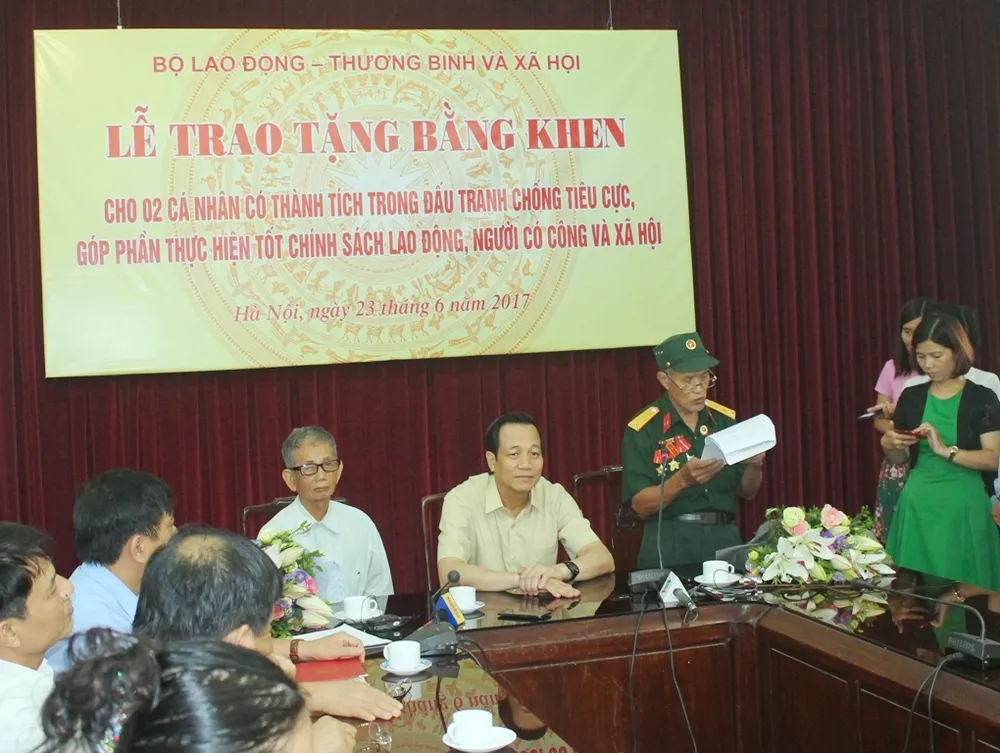 BỘ LAO ĐỘNG – THƯƠNG BINH VÀ XÃ HỘI
LỄ TRAO TẶNG BẰNG KHEN
CHO 02 CÁ NHÂN CÓ THÀNH TÍCH TRONG ĐẤU TRANH CHỐNG TIÊU CỰC,
GÓP PHẦN THỰC HIỆN TỐT CHÍNH SÁCH LAO ĐỘNG, NGƯỜI CÓ CÔNG VÀ XÃ HỘI
Hà Nội, ngày 23 tháng 6 năm 2017